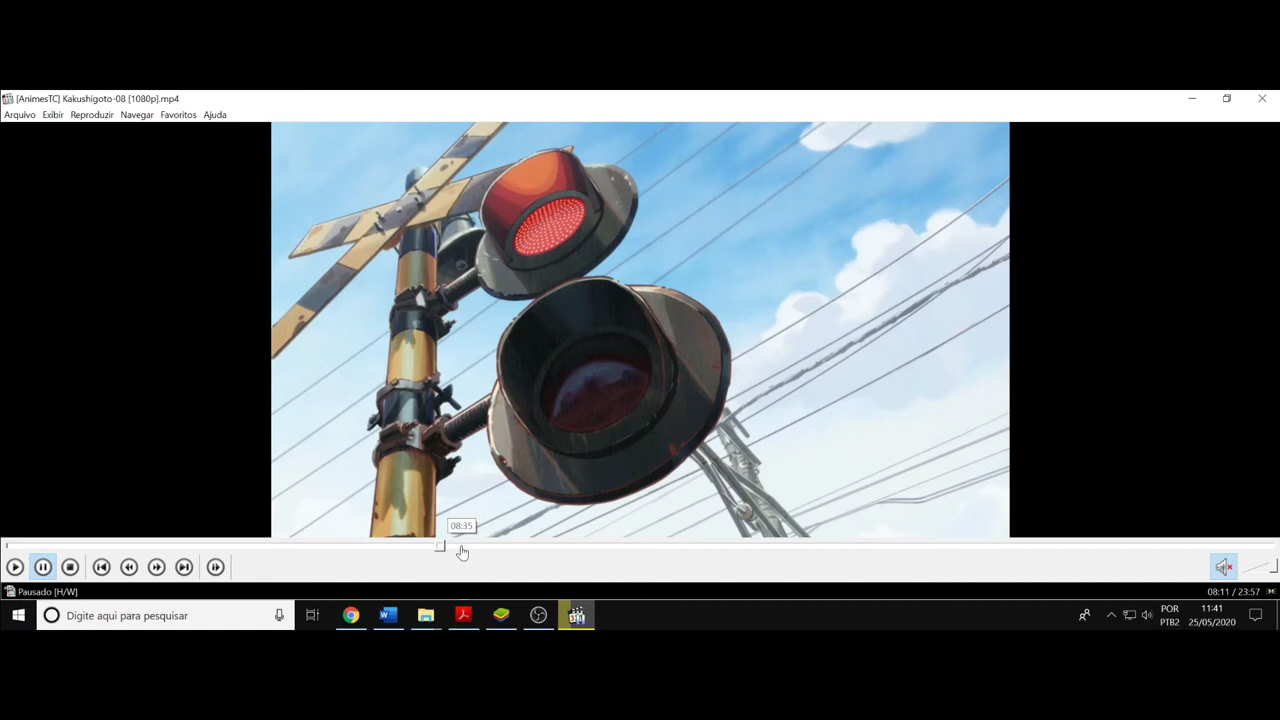 [AnimesTC] Kakushigoto-08 [1080p].mp4
Arquivo Exibir Reproduzir Navegar Favoritos Ajuda
08:35
Pausado [H/W]
08:11 / 23:57
Digite aqui para pesquisar
POR
PTB2
11:41
25/05/2020